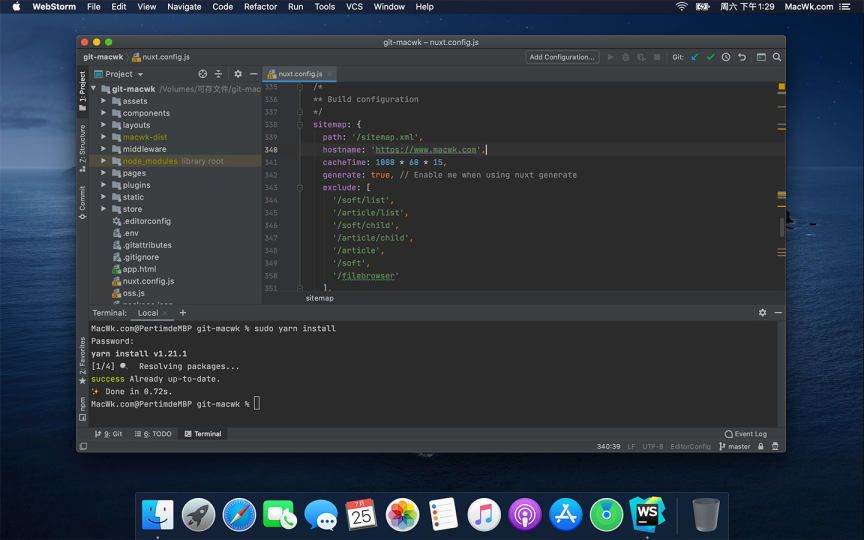 WebStorm File Edit View Navigate Code Refactor Run Tools VCS Window Help 周六 下午1:29 MacWk.com
git-macwk – nuxt.config.js
git-macwk nuxt.config.js Add Configuration... Git:
Project nuxt.config.js
1: Project
Z: Structure
Commit
2: Favorites
npm
git-macwk /Volumes/可存文件/git-mac
assets
components
layouts
macwk-dist
middleware
node_modules library root
pages
plugins
static
store
.editorconfig
.env
.gitattributes
.gitignore
app.html
nuxt.config.js
oss.js
335 /*
336 ** Build configuration
337 */
338 sitemap: {
339 path: '/sitemap.xml',
340 hostname: 'https://www.macwk.com',
341 cacheTime: 1000 * 60 * 15,
342 generate: true, // Enable me when using nuxt generate
343 exclude: [
344 '/soft/list',
345 '/article/list',
346 '/soft/child',
347 '/article/child',
348 '/article',
349 '/soft',
350 '/filebrowser'
351 ],
sitemap
Terminal: Local
MacWk.com@PertimdeMBP git-macwk % sudo yarn install
Password:
yarn install v1.21.1
[1/4] Resolving packages...
success Already up-to-date.
Done in 0.72s.
MacWk.com@PertimdeMBP git-macwk %
9: Git 6: TODO Terminal Event Log
340:39 LF UTF-8 EditorConfig master
7月
25
WS